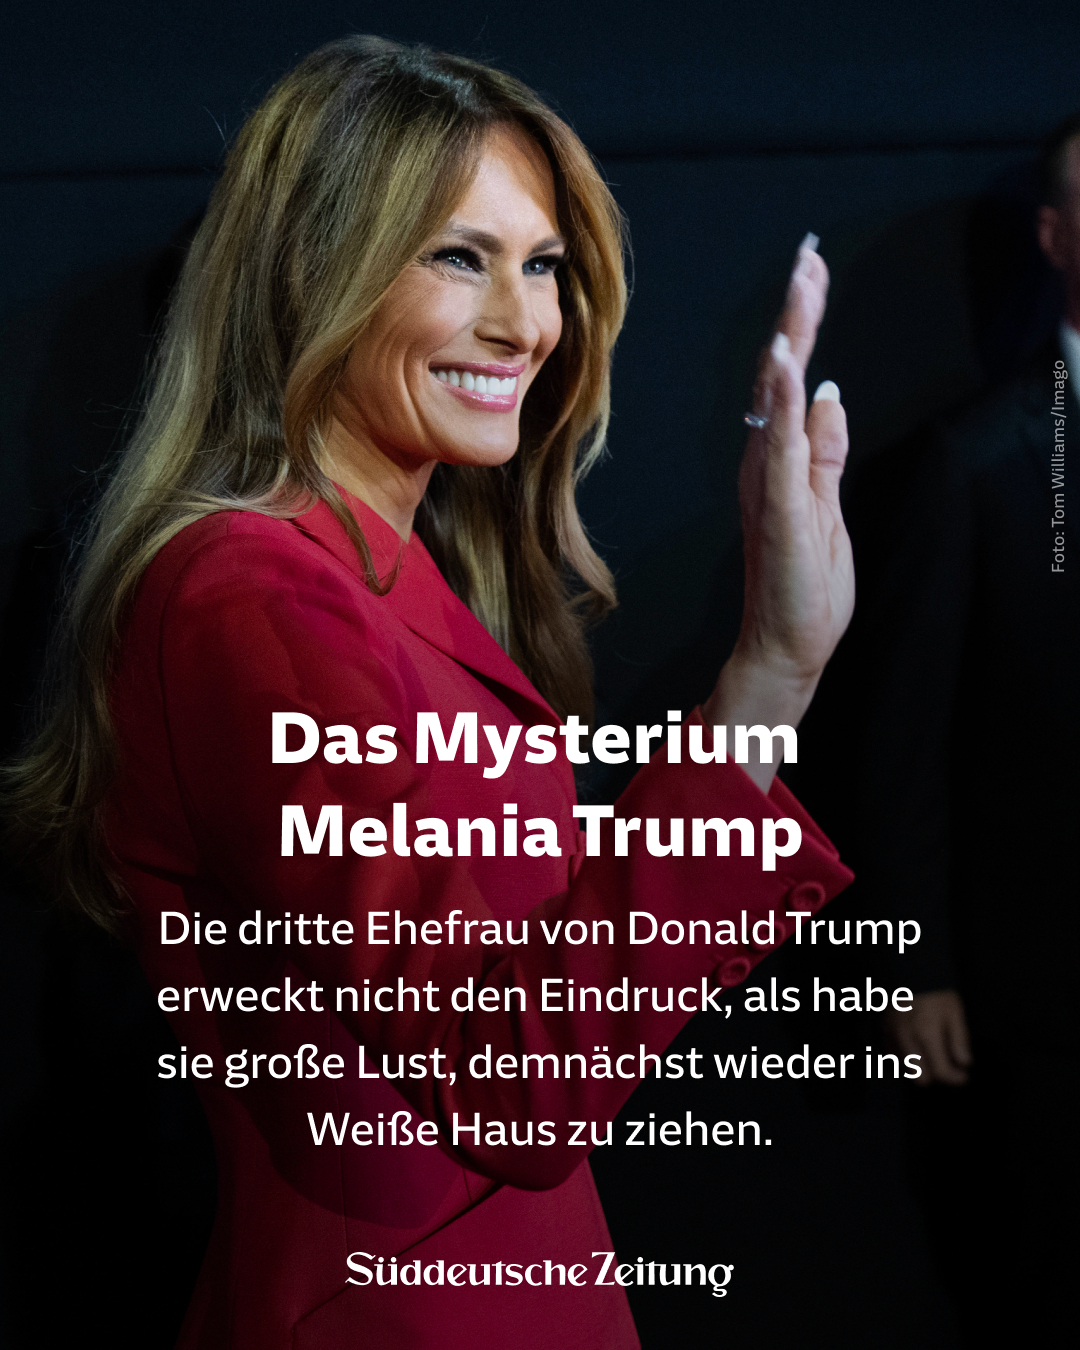 Foto: Tom Williams/Imago
Das Mysterium
Melania Trump
Die dritte Ehefrau von Donald Trump
erweckt nicht den Eindruck, als habe
sie große Lust, demnächst wieder ins
Weiße Haus zu ziehen.
Süddeutsche Zeitung